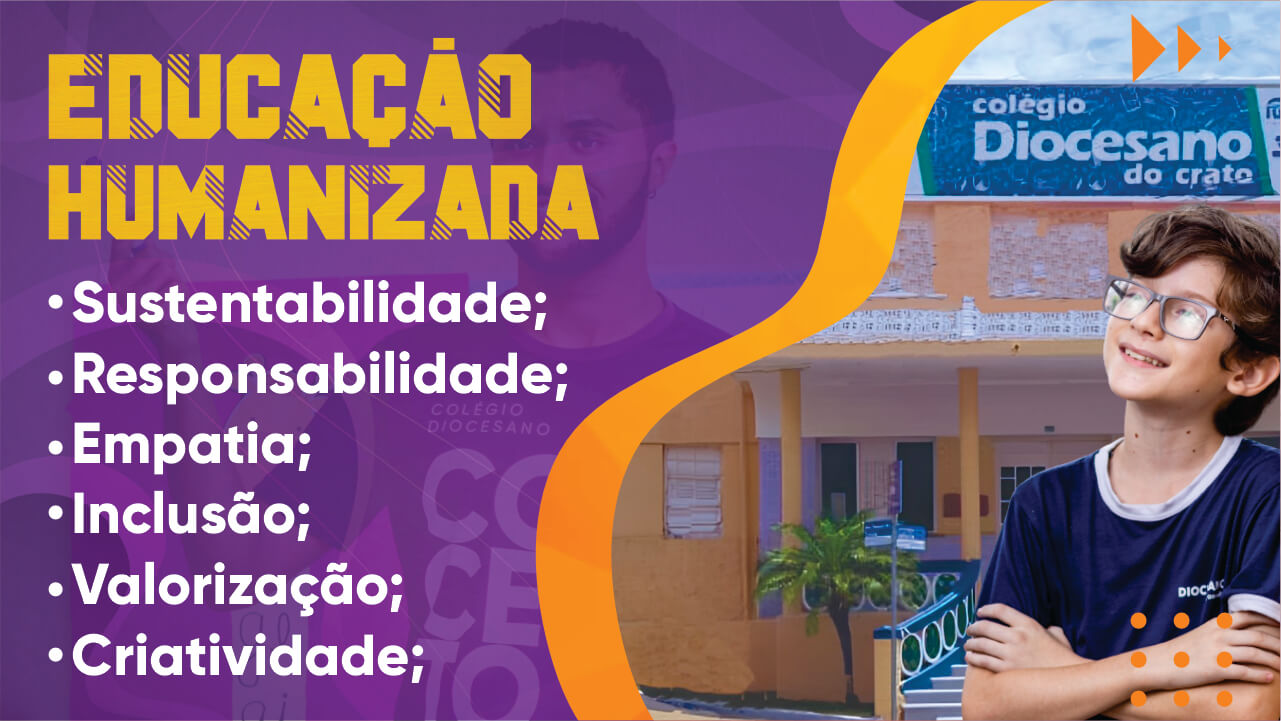 EDUCAÇÃO
HUMANIZADA
• Sustentabilidade;
• Responsabilidade;
• Empatia;
• Inclusão;
• Valorização;
• Criatividade;
COLÉGIO
DIOCESANO
colégio
Diocesano
do crato